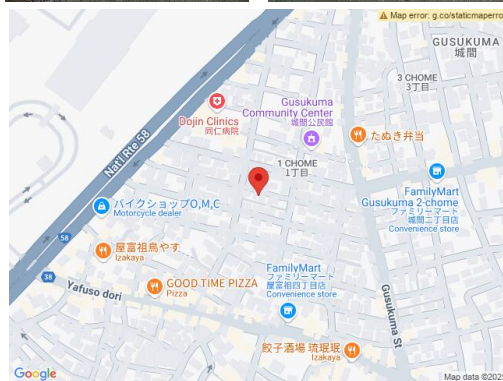 Map error: g.co/staticmaperro
GUSUKUMA
城間
3 CHOME
3丁目
Gusukuma
Community Center
城間公民館
Dojin Clinics
同仁病院
たぬき弁当
Nat'l Rte 58
1 CHOME
1丁目
FamilyMart
Gusukuma 2-chome
ファミリーマート
城間二丁目店
Convenience store
バイクショップO,M,C
Motorcycle dealer
58
屋富祖鳥やす
Izakaya
38
Yafuso dori
GOOD TIME PIZZA
Pizza
FamilyMart
ファミリーマート
屋富祖四丁目店
Convenience store
Gusukuma St
餃子酒場 琉珉珉
Izakaya
Google
Map data ©202